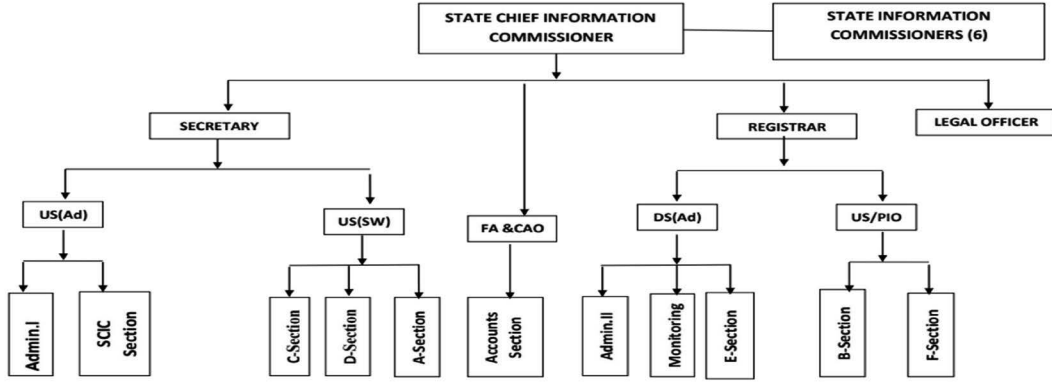 STATE CHIEF INFORMATION
COMMISSIONER
STATE INFORMATION
COMMISSIONERS (6)
SECRETARY
REGISTRAR
LEGAL OFFICER
US(Ad)
US(SW)
FA &CAO
DS(Ad)
US/PIO
Admin.I
SCIC
Section
C-Section
D-Section
A-Section
Accounts
Section
Admin.II
Monitoring
E-Section
B-Section
F-Section